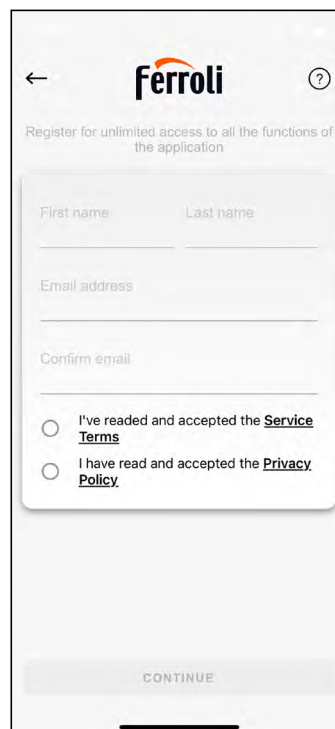 Ferroli
?
Register for unlimited access to all the functions of
the application
First name Last name
Email address
Confirm email
I've readed and accepted the Service
Terms
I have read and accepted the Privacy
Policy
CONTINUE